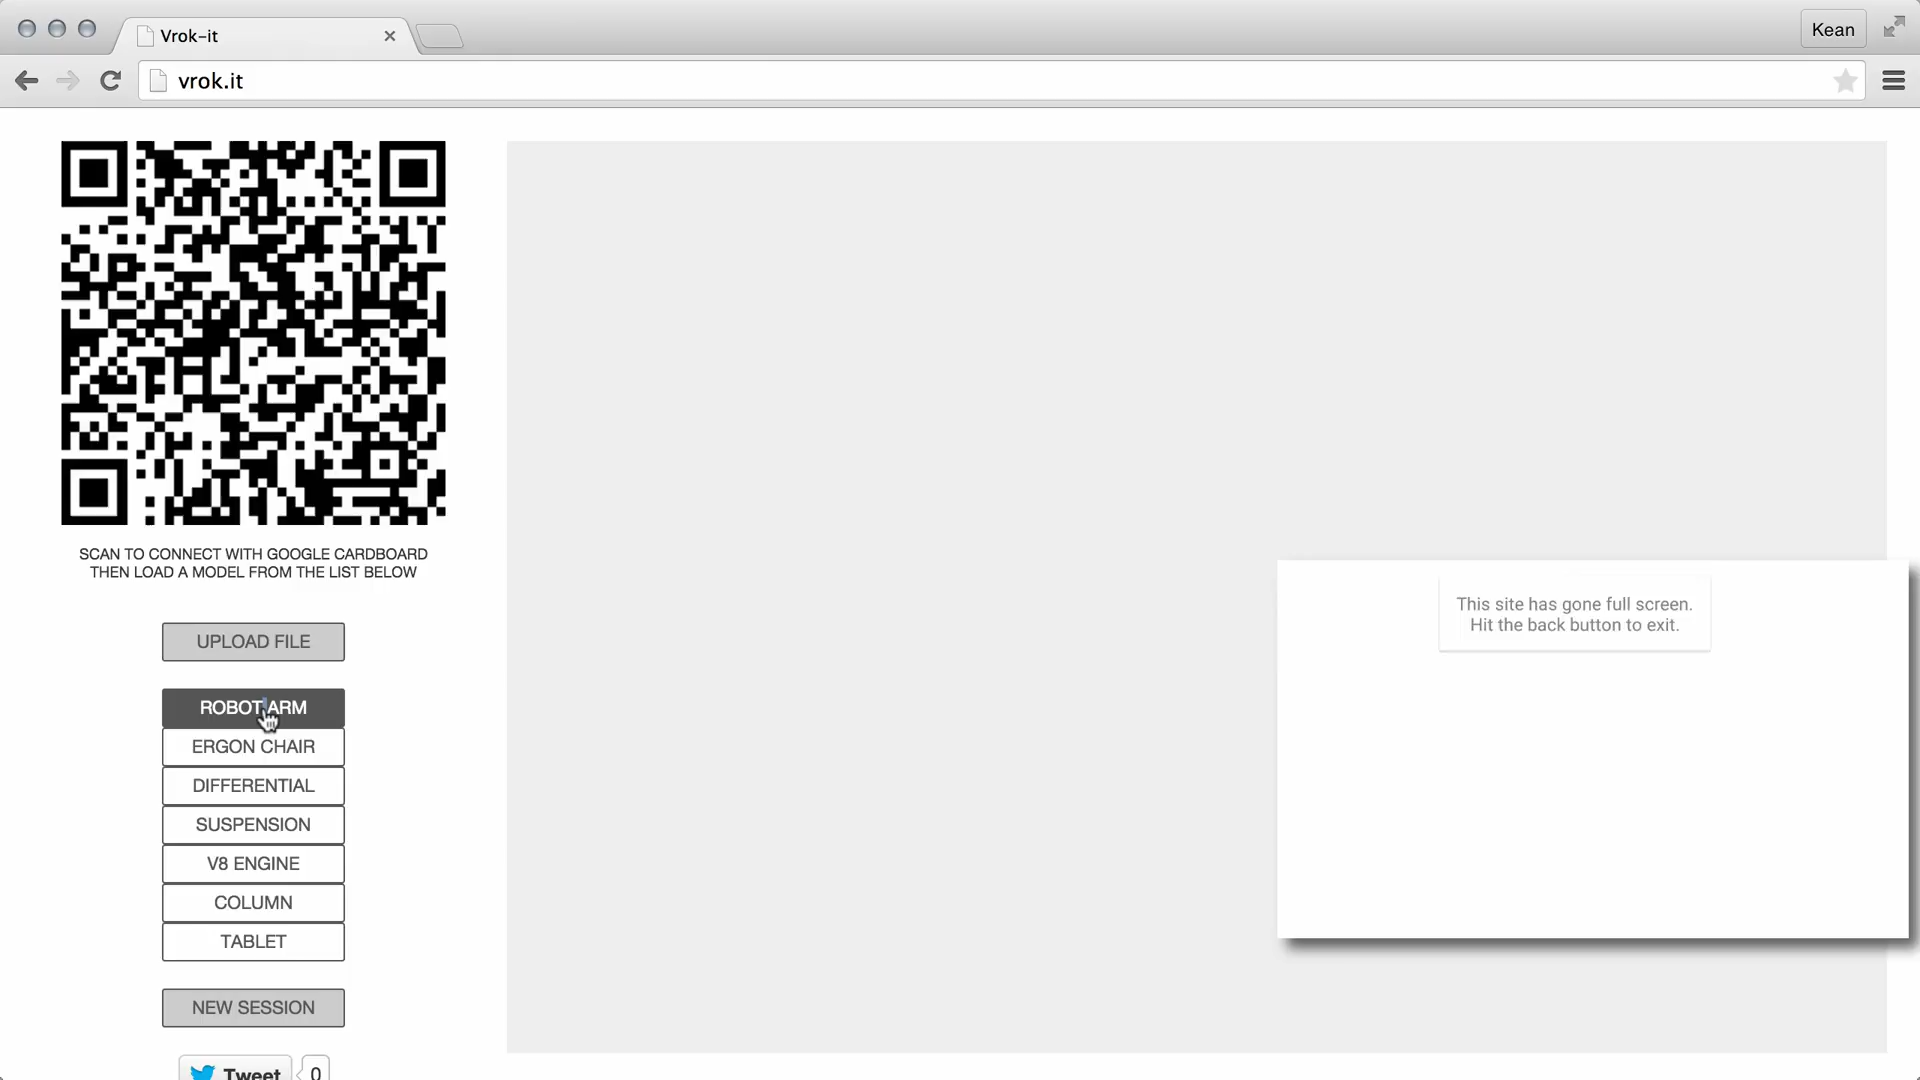 Vrok-it
Kean
vrok.it
SCAN TO CONNECT WITH GOOGLE CARDBOARD
THEN LOAD A MODEL FROM THE LIST BELOW
UPLOAD FILE
ROBOT ARM
ERGON CHAIR
DIFFERENTIAL
SUSPENSION
V8 ENGINE
COLUMN
TABLET
NEW SESSION
Tweet 0
This site has gone full screen.
Hit the back button to exit.